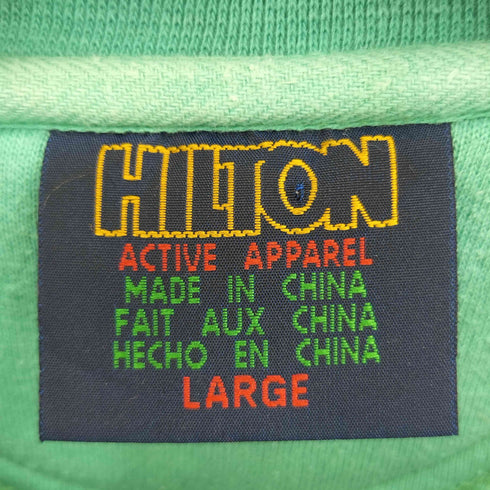 HILTON
ACTIVE APPAREL
MADE IN CHINA
FAIT AUX CHINA
HECHO EN CHINA
LARGE